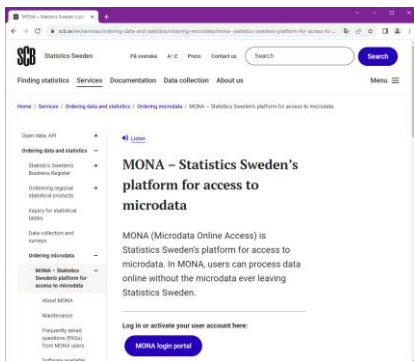 MONA – Statistics Swede
scb.se/en/services/ordering-data-and-statistics/ordering-microdata/mona--statistics-swedens-platform-for-access-to-...
SCB Statistics Sweden
På svenska A–Z Press Contact us Search Search
Finding statistics Services Documentation Data collection About us Menu
Home / Services / Ordering data and statistics / Ordering microdata / MONA – Statistics Sweden's platform for access to microdata
Open data, API +
Ordering data and statistics –
Statistics Sweden's +
Business Register
Ordering regional +
statistical products
Inquiry for statistical
tables
Data collection and
surveys
Ordering microdata –
MONA – Statistics –
Sweden's platform for
access to microdata
About MONA
Maintenance
Frequently asked
questions (FAQs)
from MONA users
Software available
Listen
MONA – Statistics Sweden's
platform for access to
microdata
MONA (Microdata Online Access) is
Statistics Sweden's platform for access to
microdata. In MONA, users can process data
online without the microdata ever leaving
Statistics Sweden.
Log in or activate your user account here:
MONA login portal